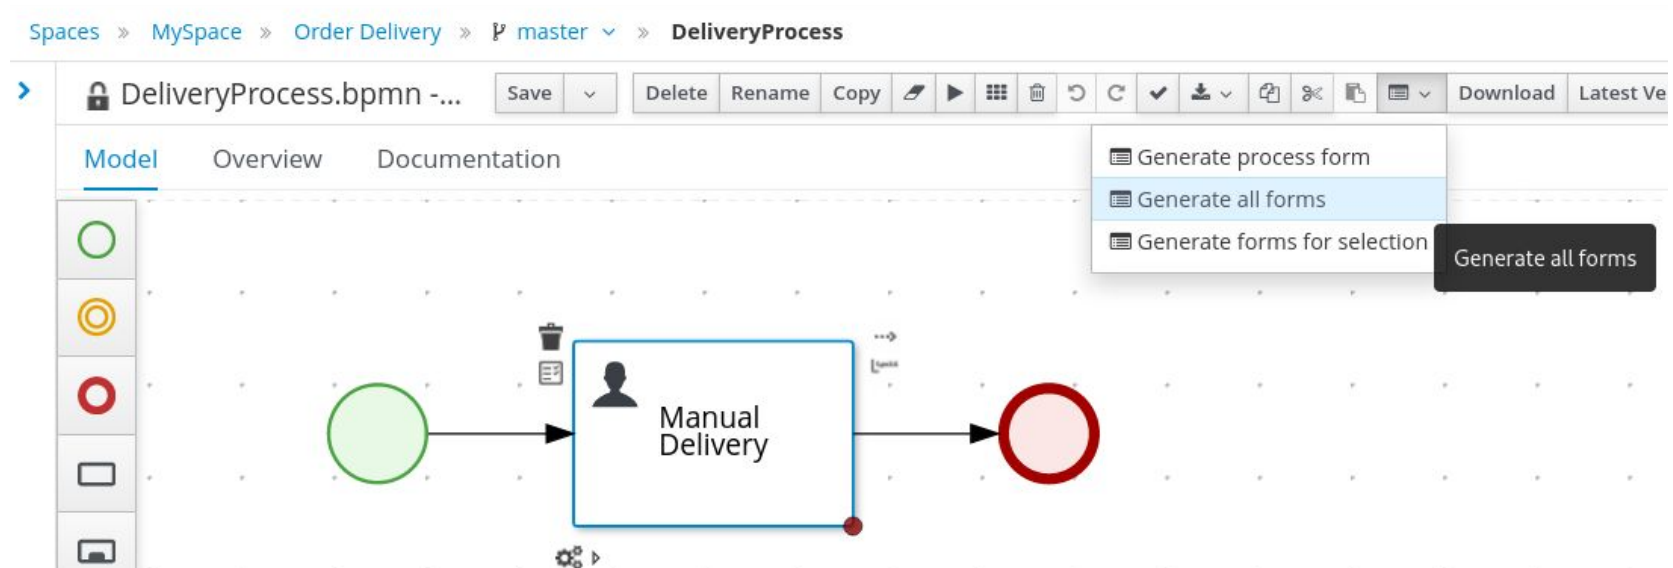 Spaces » MySpace » Order Delivery » master » DeliveryProcess
DeliveryProcess.bpmn -... Save Delete Rename Copy Download Latest Ve
Model Overview Documentation
Generate process form
Generate all forms
Generate forms for selection
Generate all forms
Manual
Delivery